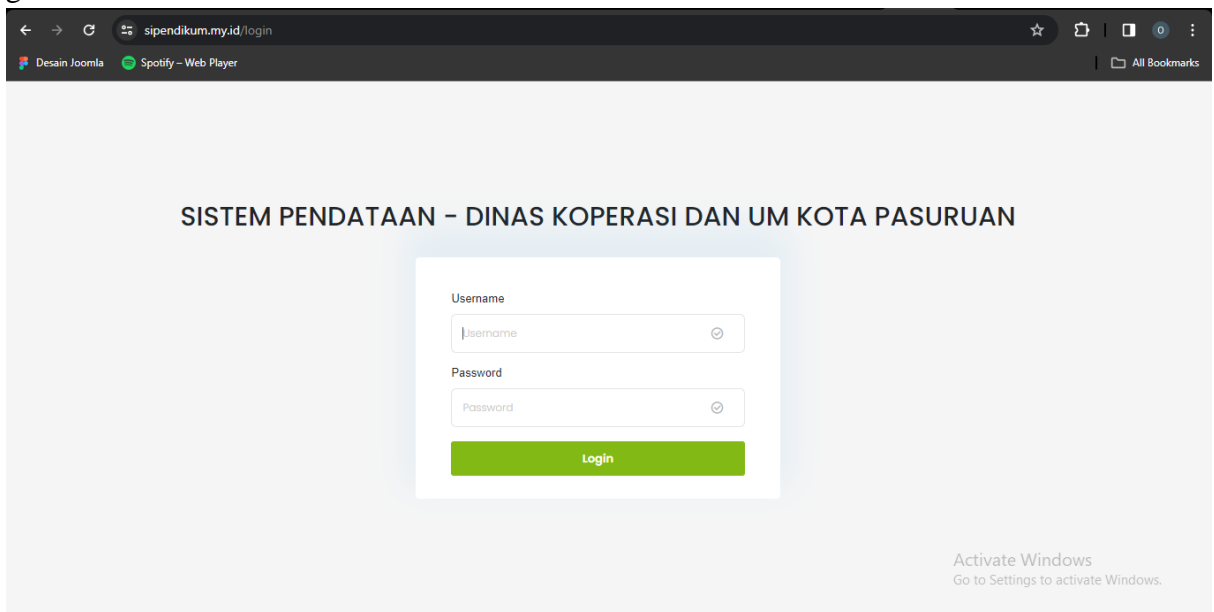 sipendikum.my.id/login
Desain Joomla Spotify – Web Player All Bookmarks
SISTEM PENDATAAN - DINAS KOPERASI DAN UM KOTA PASURUAN
Username
Username
Password
Password
Login
Activate Windows
Go to Settings to activate Windows.